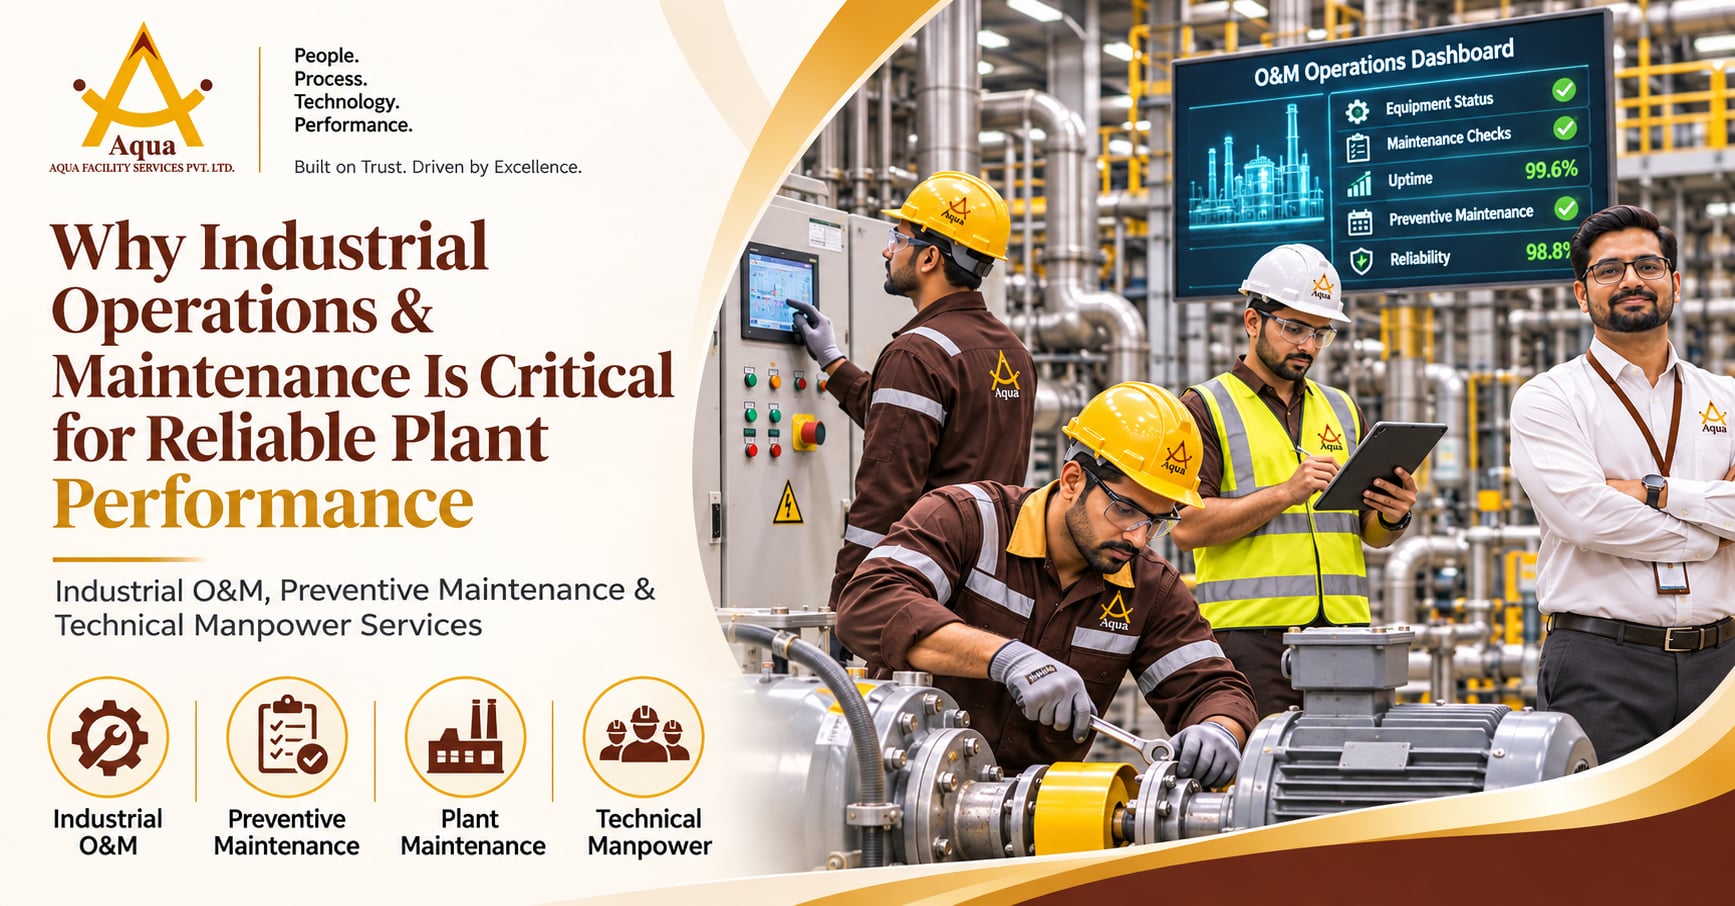 Aqua
AQUA FACILITY SERVICES PVT. LTD.
People.
Process.
Technology.
Performance.
Built on Trust. Driven by Excellence.
Why Industrial
Operations &
Maintenance Is Critical
for Reliable Plant
Performance
Industrial O&M, Preventive Maintenance &
Technical Manpower Services
Industrial
O&M
Preventive
Maintenance
Plant
Maintenance
Technical
Manpower
O&M Operations Dashboard
Equipment Status
Maintenance Checks
Uptime 99.6%
Preventive Maintenance
Reliability 98.8%
Aqua
Aqua
Aqua
Aqua
Aqua
Aqua
Aqua